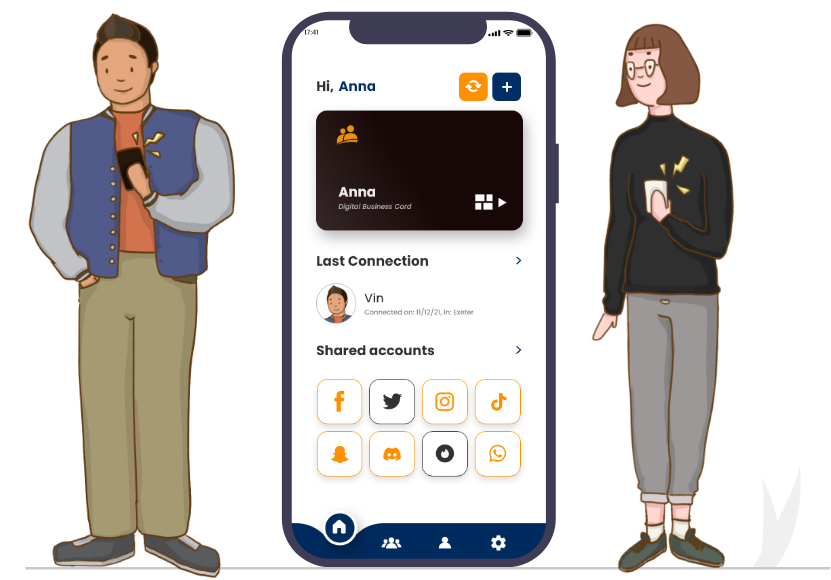 17:41
Hi, Anna
Anna
Digital Business Card
Last Connection
Vin
Connected on: 11/12/21, in: Exeter
Shared accounts